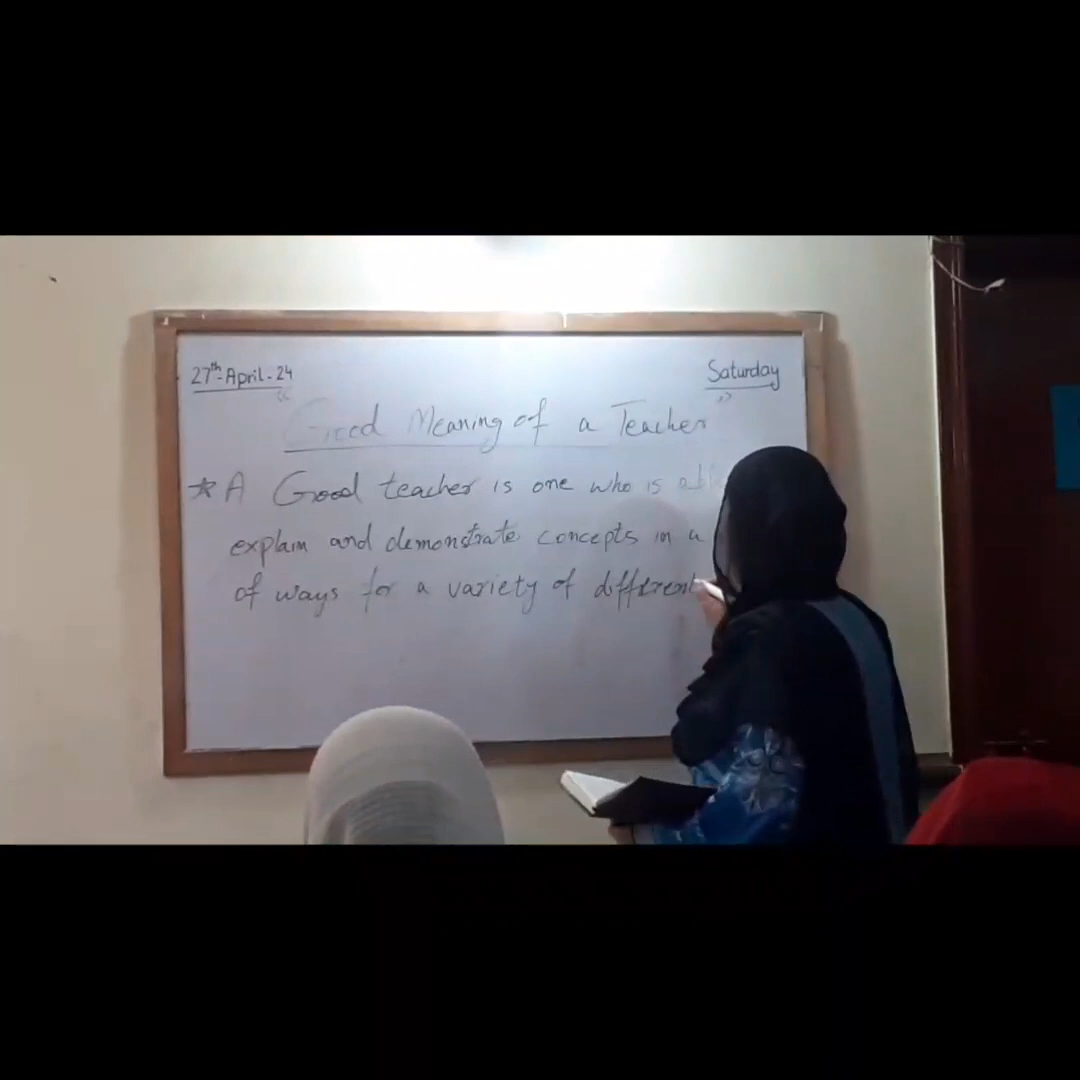 27th-April-24
Saturday
" Good Meaning of a Teacher "
★ A Good teacher is one who is
explain and demonstrate concepts in a
of ways for a variety of different